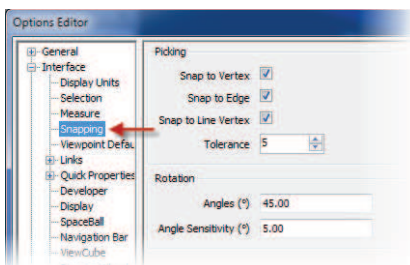 Options Editor
General
Interface
Display Units
Selection
Measure
Snapping
Viewpoint Defau
Links
Quick Properties
Developer
Display
SpaceBall
Navigation Bar
ViewCube
Picking
Snap to Vertex
Snap to Edge
Snap to Line Vertex
Tolerance 5
Rotation
Angles (°) 45.00
Angle Sensitivity (°) 5.00